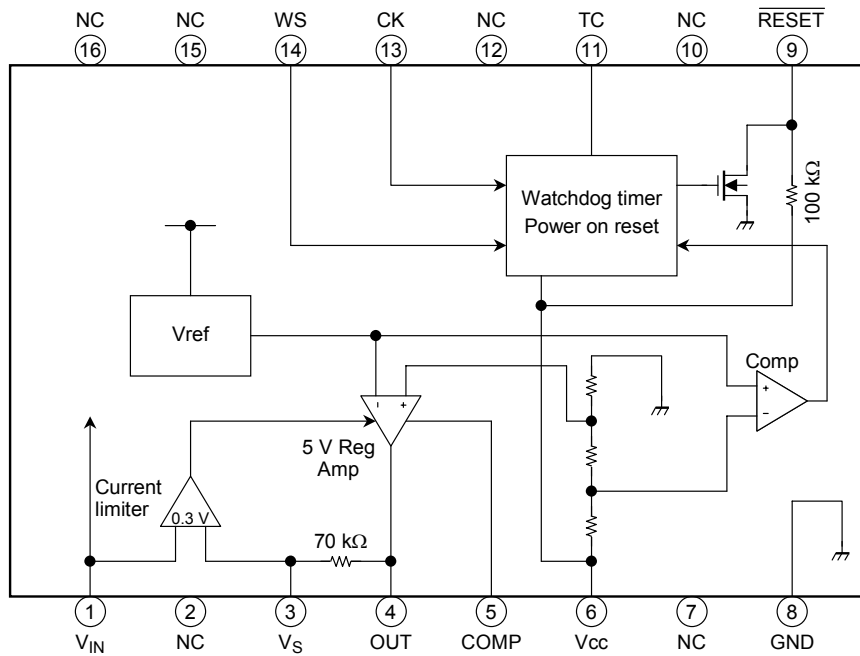 NC NC WS CK NC TC NC RESET
16 15 14 13 12 11 10 9
Watchdog timer
Power on reset
100 kΩ
Vref
Comp
+
−
− +
5 V Reg
Amp
Current
limiter
0.3 V
70 kΩ
1 2 3 4 5 6 7 8
VIN NC VS OUT COMP Vcc NC GND